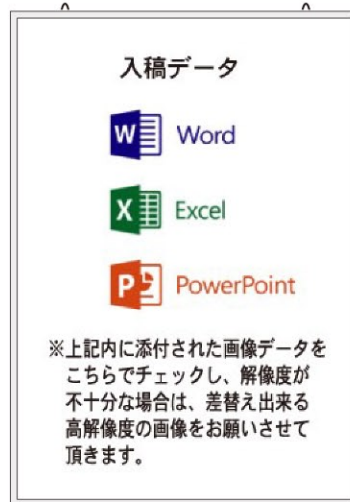 入稿データ
W Word
X Excel
P PowerPoint
※上記内に添付された画像データを
こちらでチェックし、解像度が
不十分な場合は、差替え出来る
高解像度の画像をお願いさせて
頂きます。